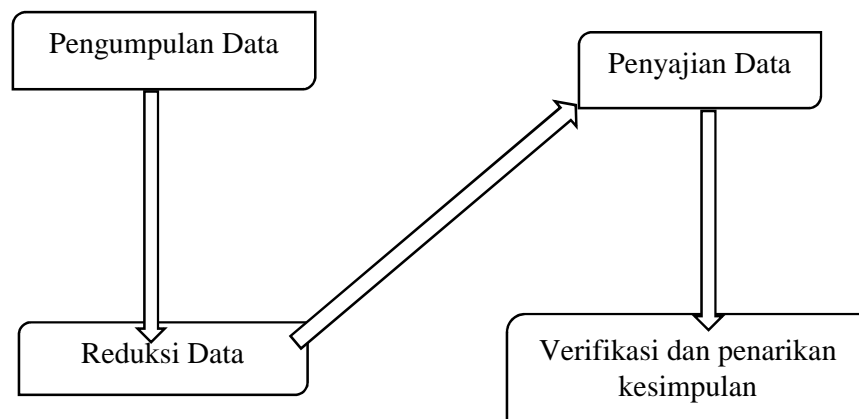 Pengumpulan Data
Penyajian Data
Reduksi Data
Verifikasi dan penarikan
kesimpulan